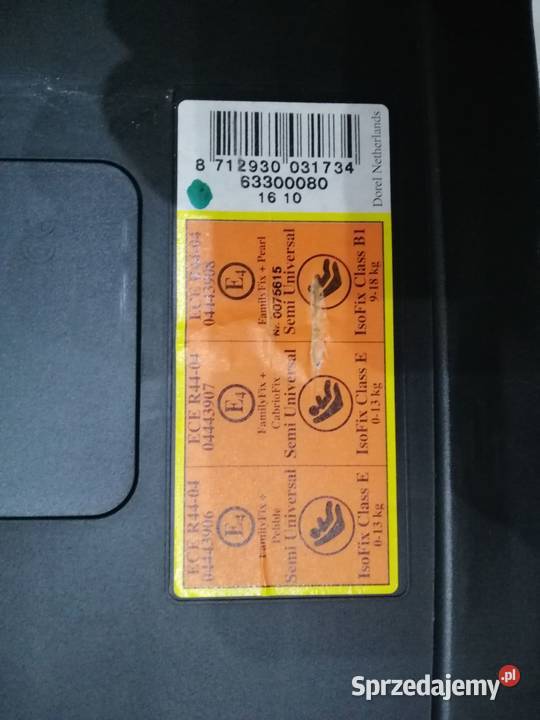 8 712930 031734
63300080
16 10
Dorel Netherlands
ECE R44-04
04443906
E4
FamilyFix +
Pebble
Semi Universal
IsoFix Class E
0-13 kg
ECE R44-04
04443907
E4
FamilyFix +
CabrioFix
Semi Universal
IsoFix Class E
0-13 kg
ECE R44-04
04443908
E4
FamilyFix + Pearl
Nr. 0075615
Semi Universal
IsoFix Class B1
9-18 kg
Sprzedajemy.pl